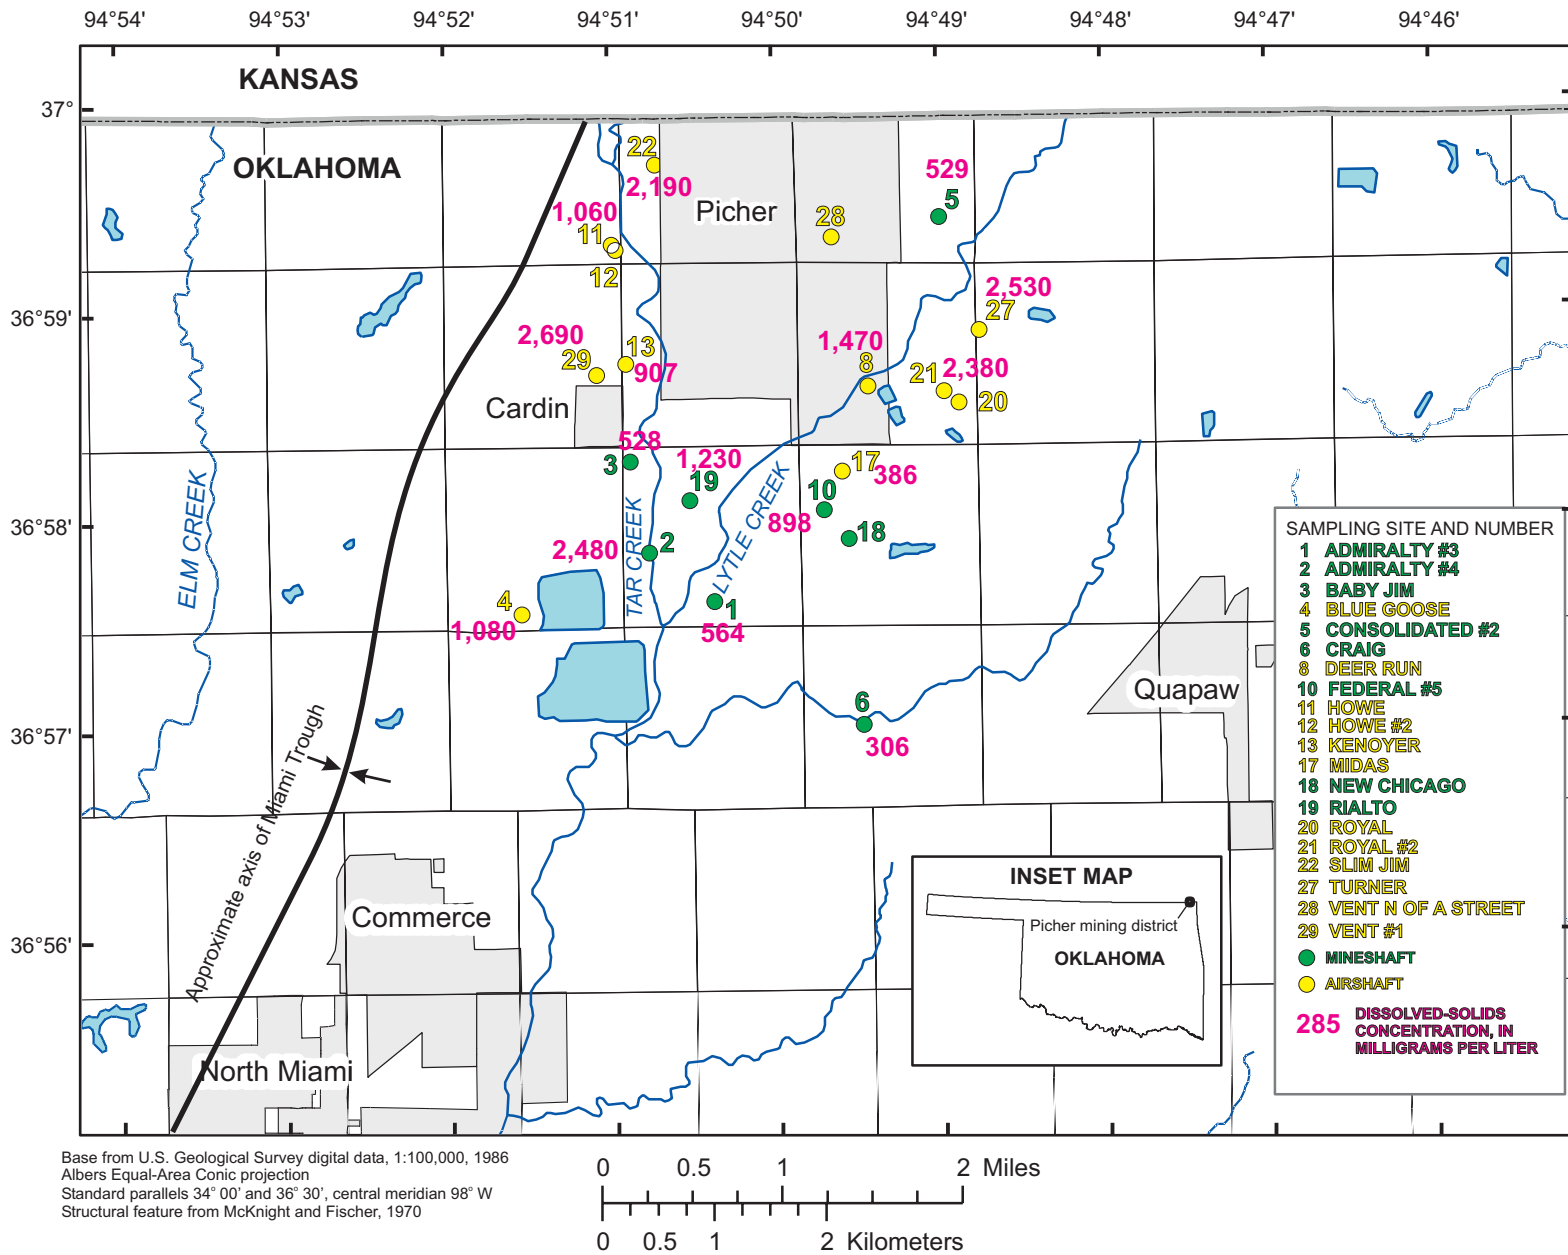 94°54' 94°53' 94°52' 94°51' 94°50' 94°49' 94°48' 94°47' 94°46'
KANSAS
37°
OKLAHOMA
22
2,190
529
5
1,060
11
12
Picher
28
2,530
27
36°59'
2,690
29
13
907
1,470
8
21
2,380
20
Cardin
528
3
1,230
19
17
386
10
898
18
36°58'
ELM CREEK
TAR CREEK
LYTLE CREEK
2,480
2
4
1,080
1
564
Quapaw
6
306
36°57'
Approximate axis of Miami Trough
Commerce
36°56'
North Miami
INSET MAP
Picher mining district
OKLAHOMA
SAMPLING SITE AND NUMBER
1 ADMIRALTY #3
2 ADMIRALTY #4
3 BABY JIM
4 BLUE GOOSE
5 CONSOLIDATED #2
6 CRAIG
8 DEER RUN
10 FEDERAL #5
11 HOWE
12 HOWE #2
13 KENOYER
17 MIDAS
18 NEW CHICAGO
19 RIALTO
20 ROYAL
21 ROYAL #2
22 SLIM JIM
27 TURNER
28 VENT N OF A STREET
29 VENT #1
MINESHAFT
AIRSHAFT
285 DISSOLVED-SOLIDS
CONCENTRATION, IN
MILLIGRAMS PER LITER
Base from U.S. Geological Survey digital data, 1:100,000, 1986
Albers Equal-Area Conic projection
Standard parallels 34° 00' and 36° 30', central meridian 98° W
Structural feature from McKnight and Fischer, 1970
0 0.5 1 2 Miles
0 0.5 1 2 Kilometers